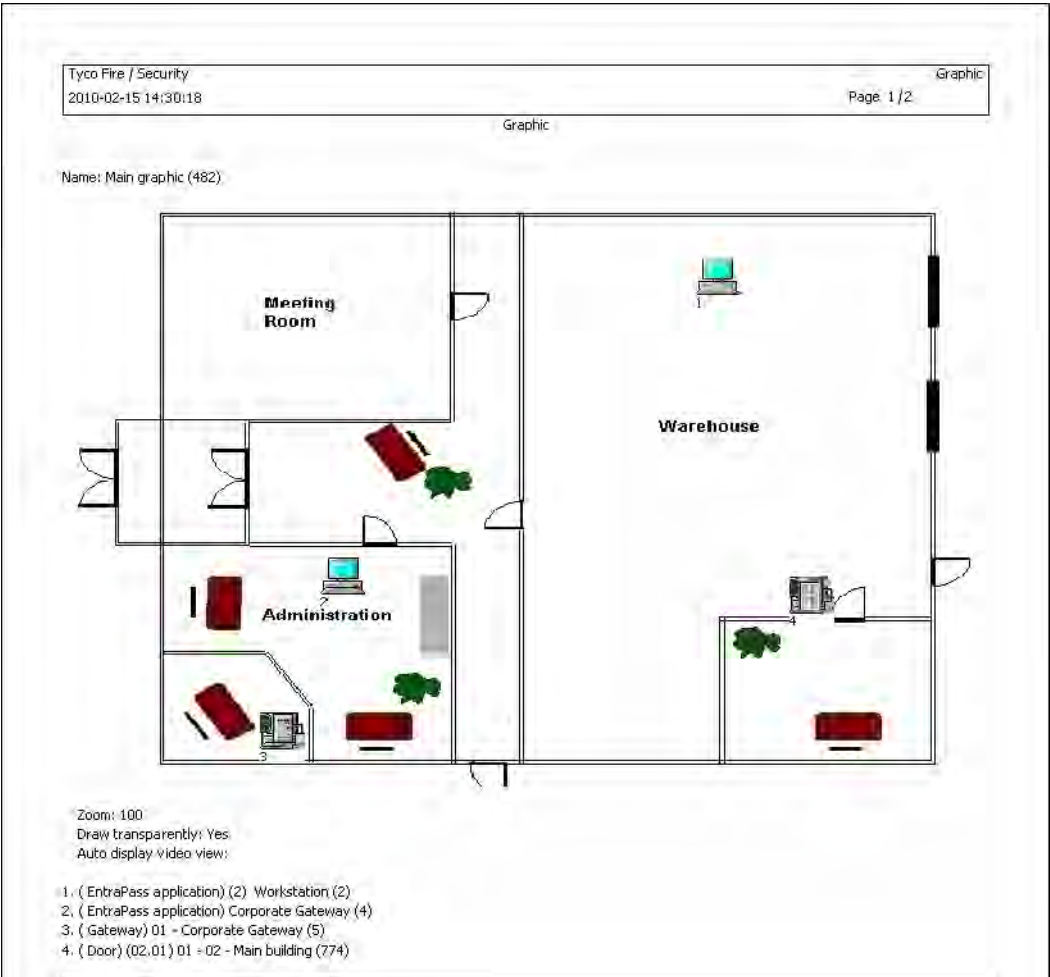 Tyco Fire / Security Graphic
2010-02-15 14:30:18 Page 1/2
Graphic
Name: Main graphic (482)
1
Meeting
Room
Warehouse
2
Administration
4
3
Zoom: 100
Draw transparently: Yes
Auto display video view:
1. ( EntraPass application) (2) Workstation (2)
2. ( EntraPass application) Corporate Gateway (4)
3. ( Gateway) 01 - Corporate Gateway (5)
4. ( Door) (02.01) 01 - 02 - Main building (774)